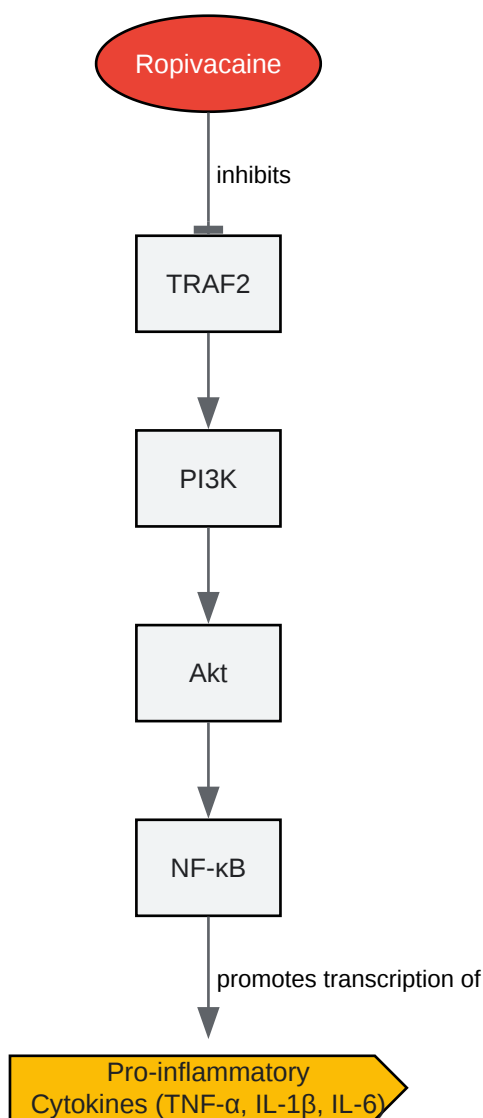 Ropivacaine
inhibits
TRAF2
PI3K
Akt
NF-κB
promotes transcription of
Pro-inflammatory
Cytokines (TNF-α, IL-1β, IL-6)